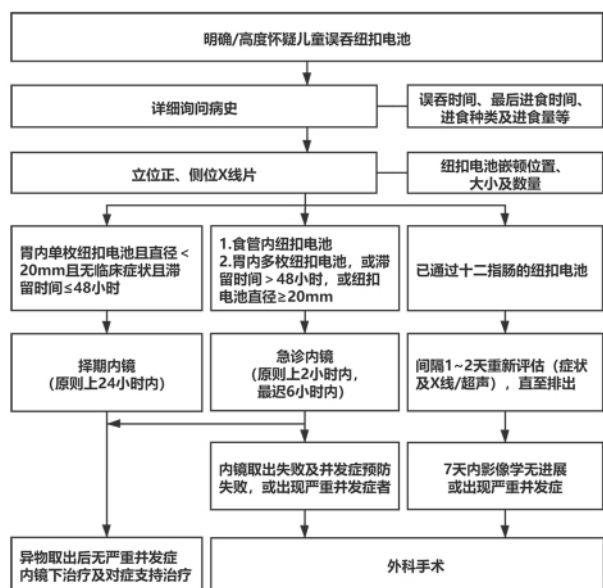 明确/高度怀疑儿童误吞纽扣电池
详细询问病史
误吞时间、最后进食时间、
进食种类及进食量等
立位正、侧位X线片
纽扣电池嵌顿位置、
大小及数量
胃内单枚纽扣电池且直径＜
20mm且无临床症状且滞
留时间≤48小时
1.食管内纽扣电池
2.胃内多枚纽扣电池，或滞
留时间＞48小时，或纽扣
电池直径≥20mm
已通过十二指肠的纽扣电池
择期内镜
（原则上24小时内）
急诊内镜
（原则上2小时内，
最迟6小时内）
间隔1~2天重新评估（症状
及X线/超声），直至排出
内镜取出失败及并发症预防
失败，或出现严重并发症者
7天内影像学无进展
或出现严重并发症
异物取出后无严重并发症
内镜下治疗及对症支持治疗
外科手术